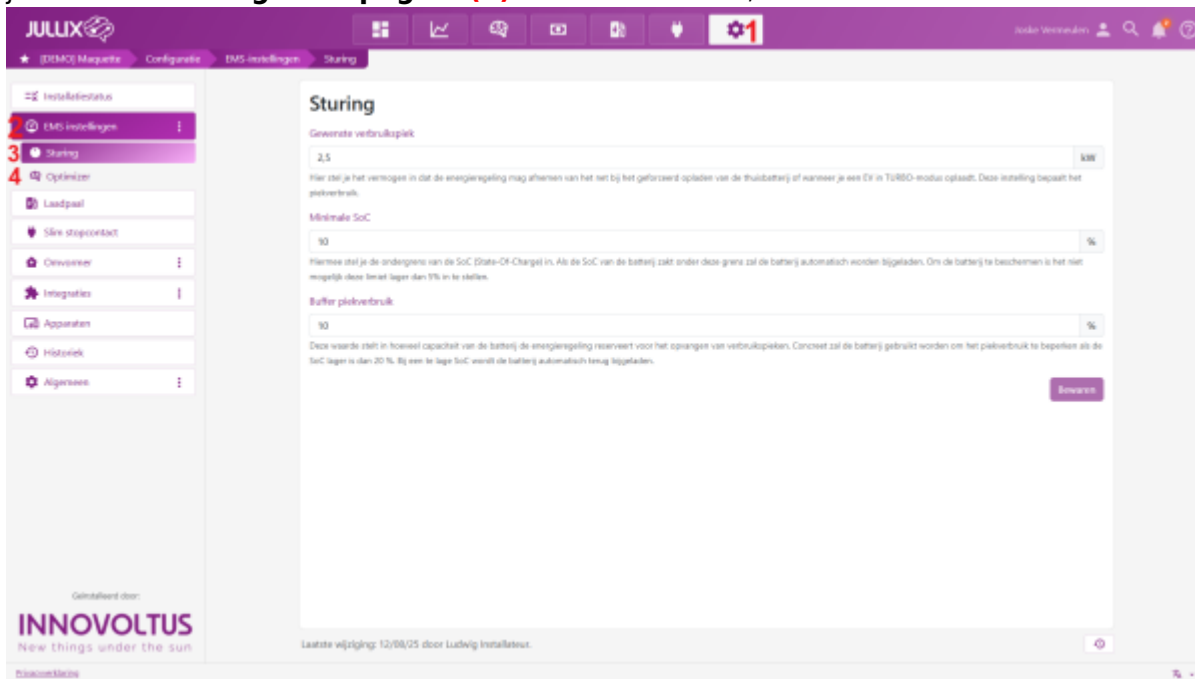 JULLIX
1
Joske Vermeulen
[DEMO] Maquette
Configuratie
EMS-instellingen
Sturing
Installatiestatus
2 EMS instellingen
3 Sturing
4 Optimizer
Laadpaal
Slim stopcontact
Omvormer
Integraties
Apparaten
Historiek
Algemeen
Geïnstalleerd door:
INNOVOLTUS
New things under the sun
Privacyverklaring
Sturing
Gewenste verbruikspiek
2,5 kW
Hier stel je het vermogen in dat de energieregeling mag afnemen van het net bij het geforceerd opladen van de thuisbatterij of wanneer je een EV in TURBO-modus oplaadt. Deze instelling bepaalt het
piekverbruik.
Minimale SoC
10 %
Hiermee stel je de ondergrens van de SoC (State-Of-Charge) in. Als de SoC van de batterij zakt onder deze grens zal de batterij automatisch worden bijgeladen. Om de batterij te beschermen is het niet
mogelijk deze limiet lager dan 5% in te stellen.
Buffer piekverbruik
10 %
Deze waarde stelt in hoeveel capaciteit van de batterij de energieregeling reserveert voor het opvangen van verbruikspieken. Concreet zal de batterij gebruikt worden om het piekverbruik te beperken als de
SoC lager is dan 20 %. Bij een te lage SoC wordt de batterij automatisch terug bijgeladen.
Bewaren
Laatste wijziging: 12/08/25 door Ludwig Installateur.